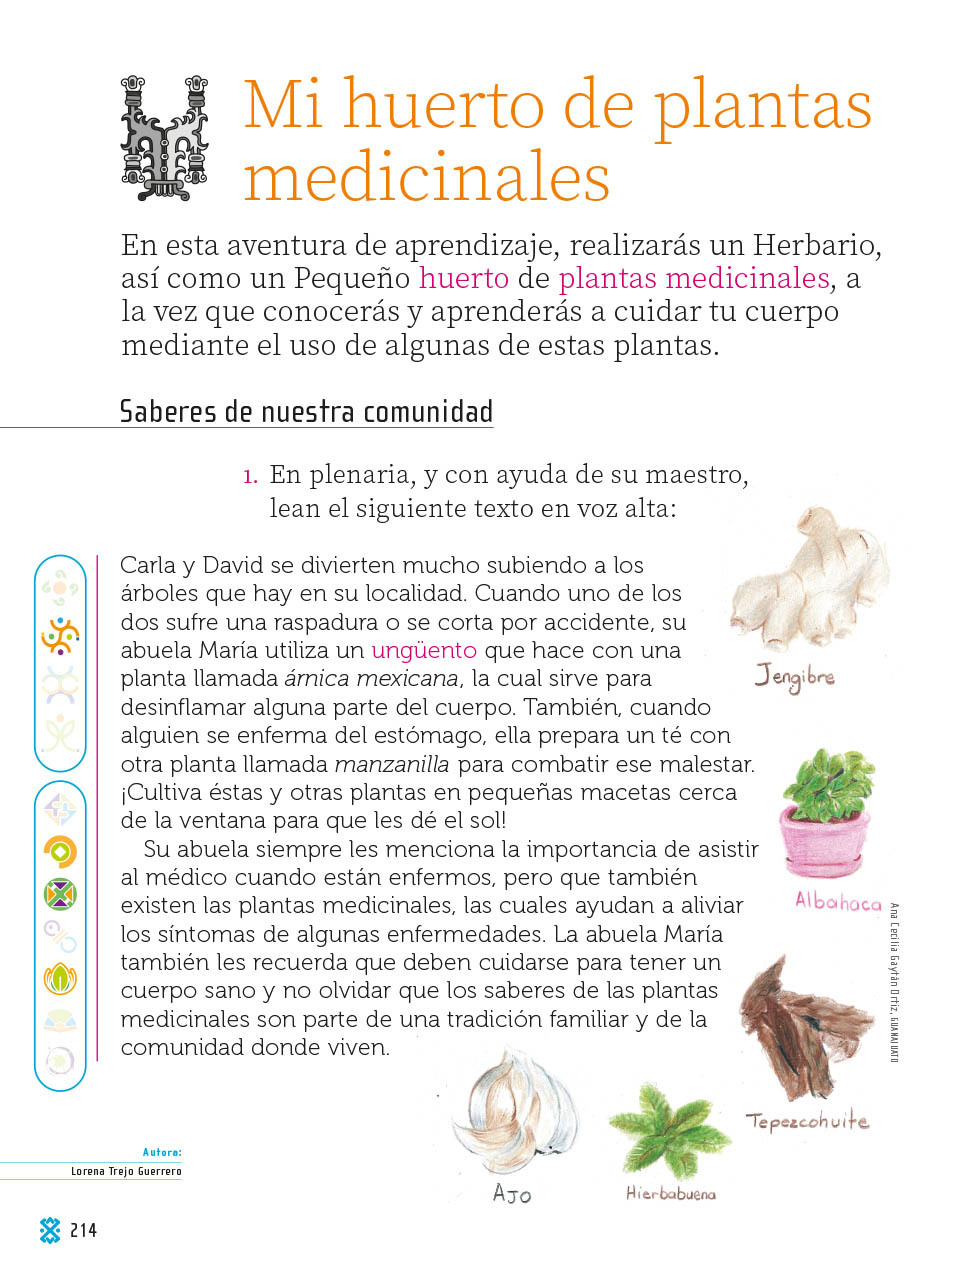 Mi huerto de plantas
medicinales
En esta aventura de aprendizaje, realizarás un Herbario,
así como un Pequeño huerto de plantas medicinales, a
la vez que conocerás y aprenderás a cuidar tu cuerpo
mediante el uso de algunas de estas plantas.
Saberes de nuestra comunidad
1. En plenaria, y con ayuda de su maestro,
lean el siguiente texto en voz alta:
Carla y David se divierten mucho subiendo a los
árboles que hay en su localidad. Cuando uno de los
dos sufre una raspadura o se corta por accidente, su
abuela María utiliza un ungüento que hace con una
planta llamada árnica mexicana, la cual sirve para
desinflamar alguna parte del cuerpo. También, cuando
alguien se enferma del estómago, ella prepara un té con
otra planta llamada manzanilla para combatir ese malestar.
¡Cultiva éstas y otras plantas en pequeñas macetas cerca
de la ventana para que les dé el sol!
Su abuela siempre les menciona la importancia de asistir
al médico cuando están enfermos, pero que también
existen las plantas medicinales, las cuales ayudan a aliviar
los síntomas de algunas enfermedades. La abuela María
también les recuerda que deben cuidarse para tener un
cuerpo sano y no olvidar que los saberes de las plantas
medicinales son parte de una tradición familiar y de la
comunidad donde viven.
Jengibre
Albahaca
Ana Cecilia Gaytán Ortiz, GUANAJUATO
Tepezcohuite
Ajo
Hierbabuena
Autora:
Lorena Trejo Guerrero
214